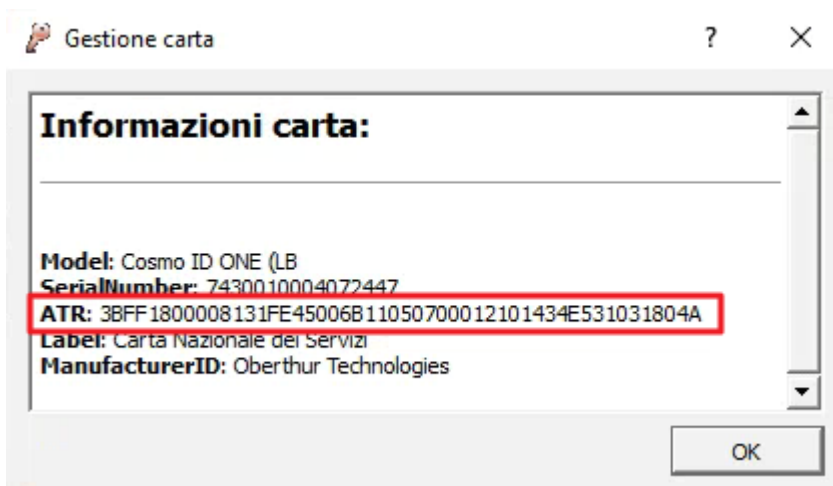 Gestione carta
Informazioni carta:
Model: Cosmo ID ONE (LB
SerialNumber: 7430010004072447
ATR: 3BFF1800008131FE45006B11050700012101434E531031804A
Label: Carta Nazionale dei Servizi
ManufacturerID: Oberthur Technologies
OK